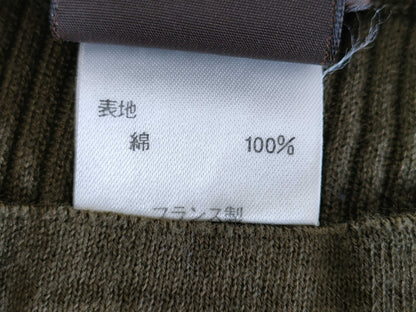 表地
綿 100%
フランス製